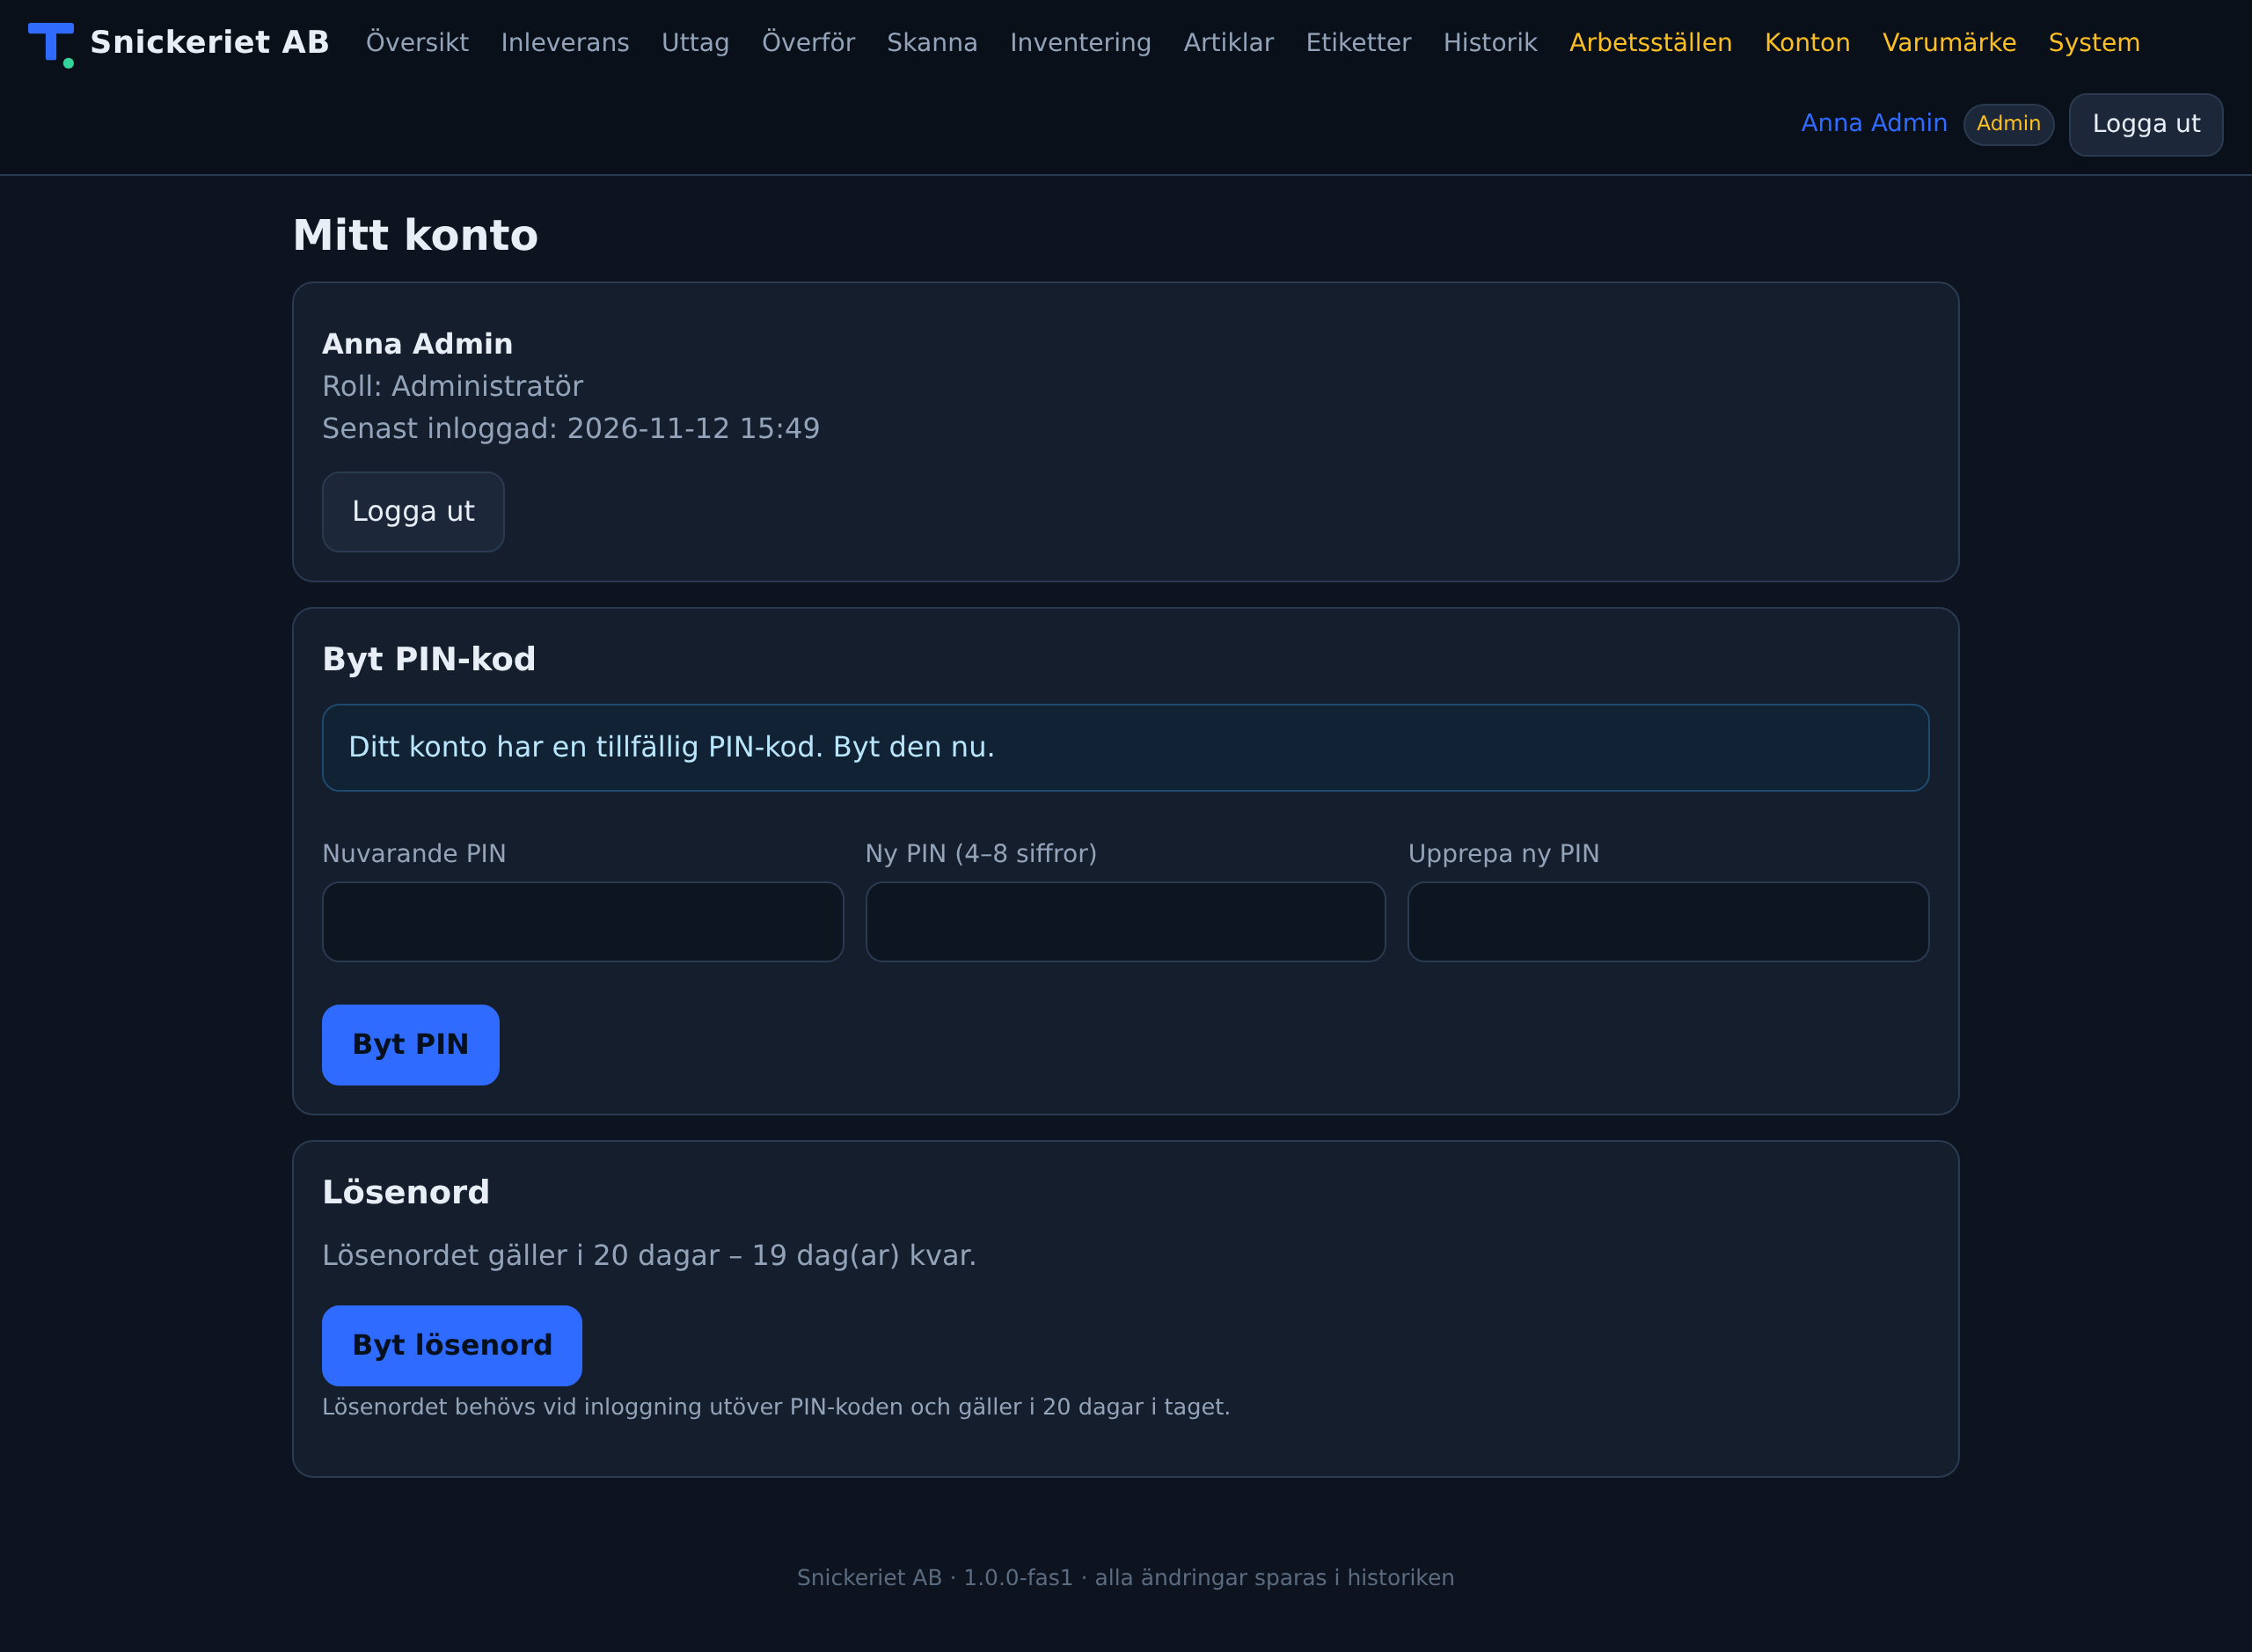 Snickeriet AB Översikt Inleverans Uttag Överför Skanna Inventering Artiklar Etiketter Historik Arbetsställen Konton Varumärke System
Anna Admin Admin Logga ut
Mitt konto
Anna Admin
Roll: Administratör
Senast inloggad: 2026-11-12 15:49
Logga ut
Byt PIN-kod
Ditt konto har en tillfällig PIN-kod. Byt den nu.
Nuvarande PIN Ny PIN (4–8 siffror) Upprepa ny PIN
Byt PIN
Lösenord
Lösenordet gäller i 20 dagar – 19 dag(ar) kvar.
Byt lösenord
Lösenordet behövs vid inloggning utöver PIN-koden och gäller i 20 dagar i taget.
Snickeriet AB · 1.0.0-fas1 · alla ändringar sparas i historiken